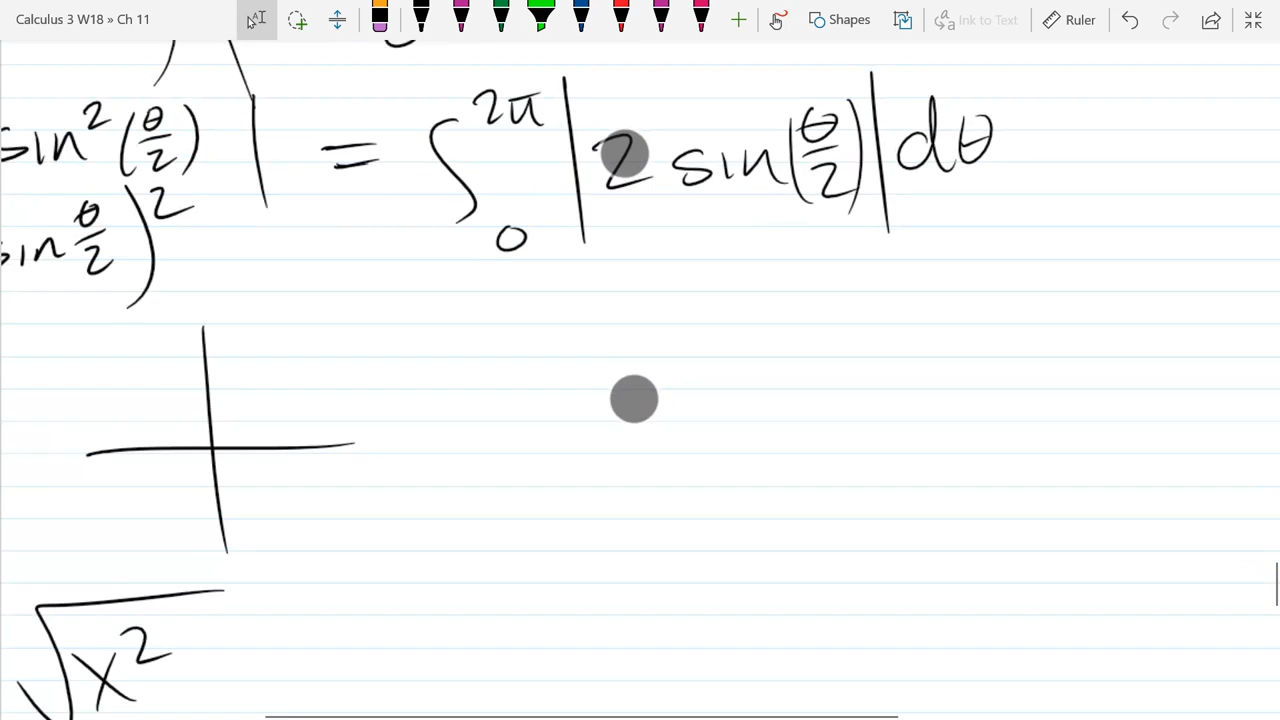 Calculus 3 W18 » Ch 11
Shapes
Ink to Text
Ruler
sin²(θ/2) | = ∫₀^2π |2 sin(θ/2)| dθ
sin θ/2)²
√x²